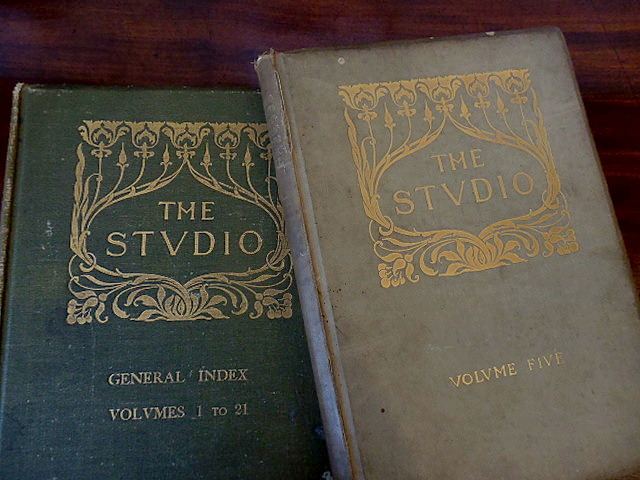 THE
STVDIO
GENERAL INDEX
VOLVMES 1 TO 21
THE
STVDIO
VOLVME FIVE